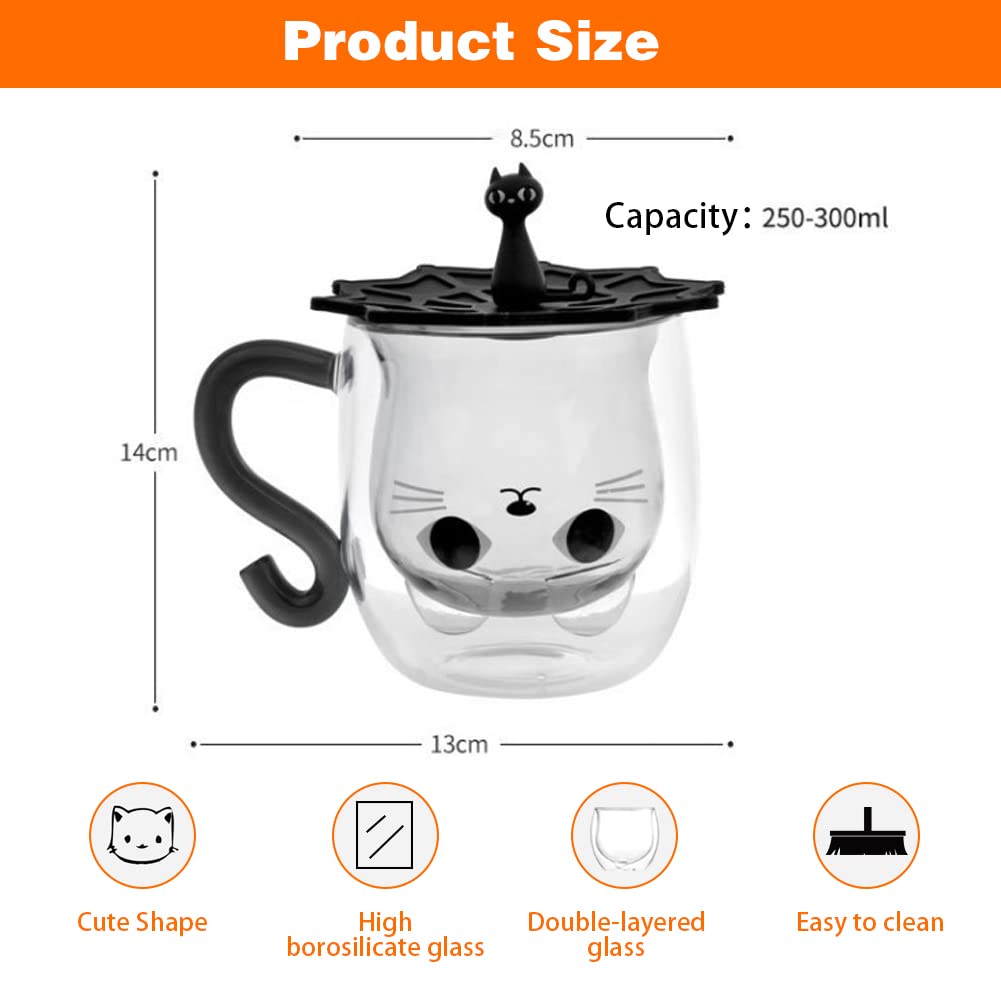 Product Size
8.5cm
Capacity: 250-300ml
14cm
13cm
Cute Shape
High
borosilicate glass
Double-layered
glass
Easy to clean